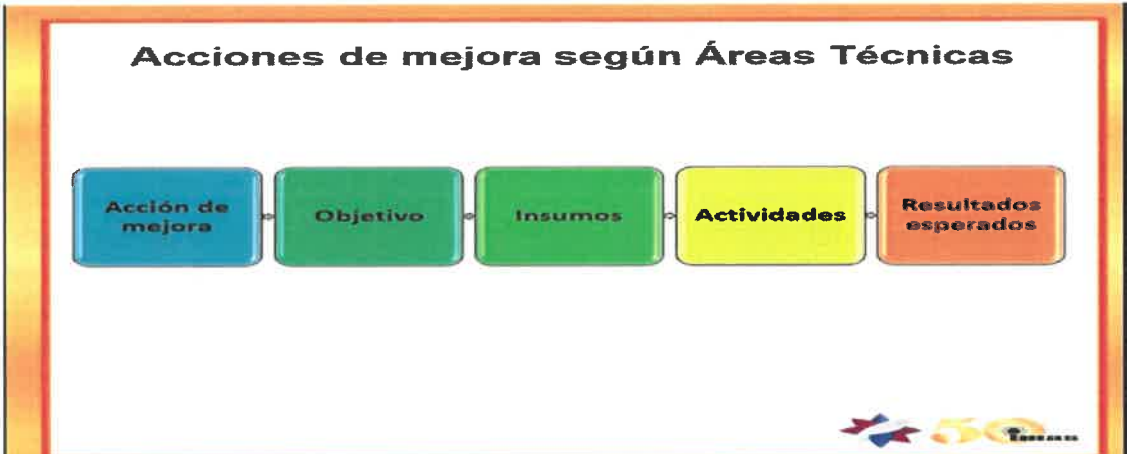 Acciones de mejora según Áreas Técnicas
Acción de
mejora
Objetivo
Insumos
Actividades
Resultados
esperados
50